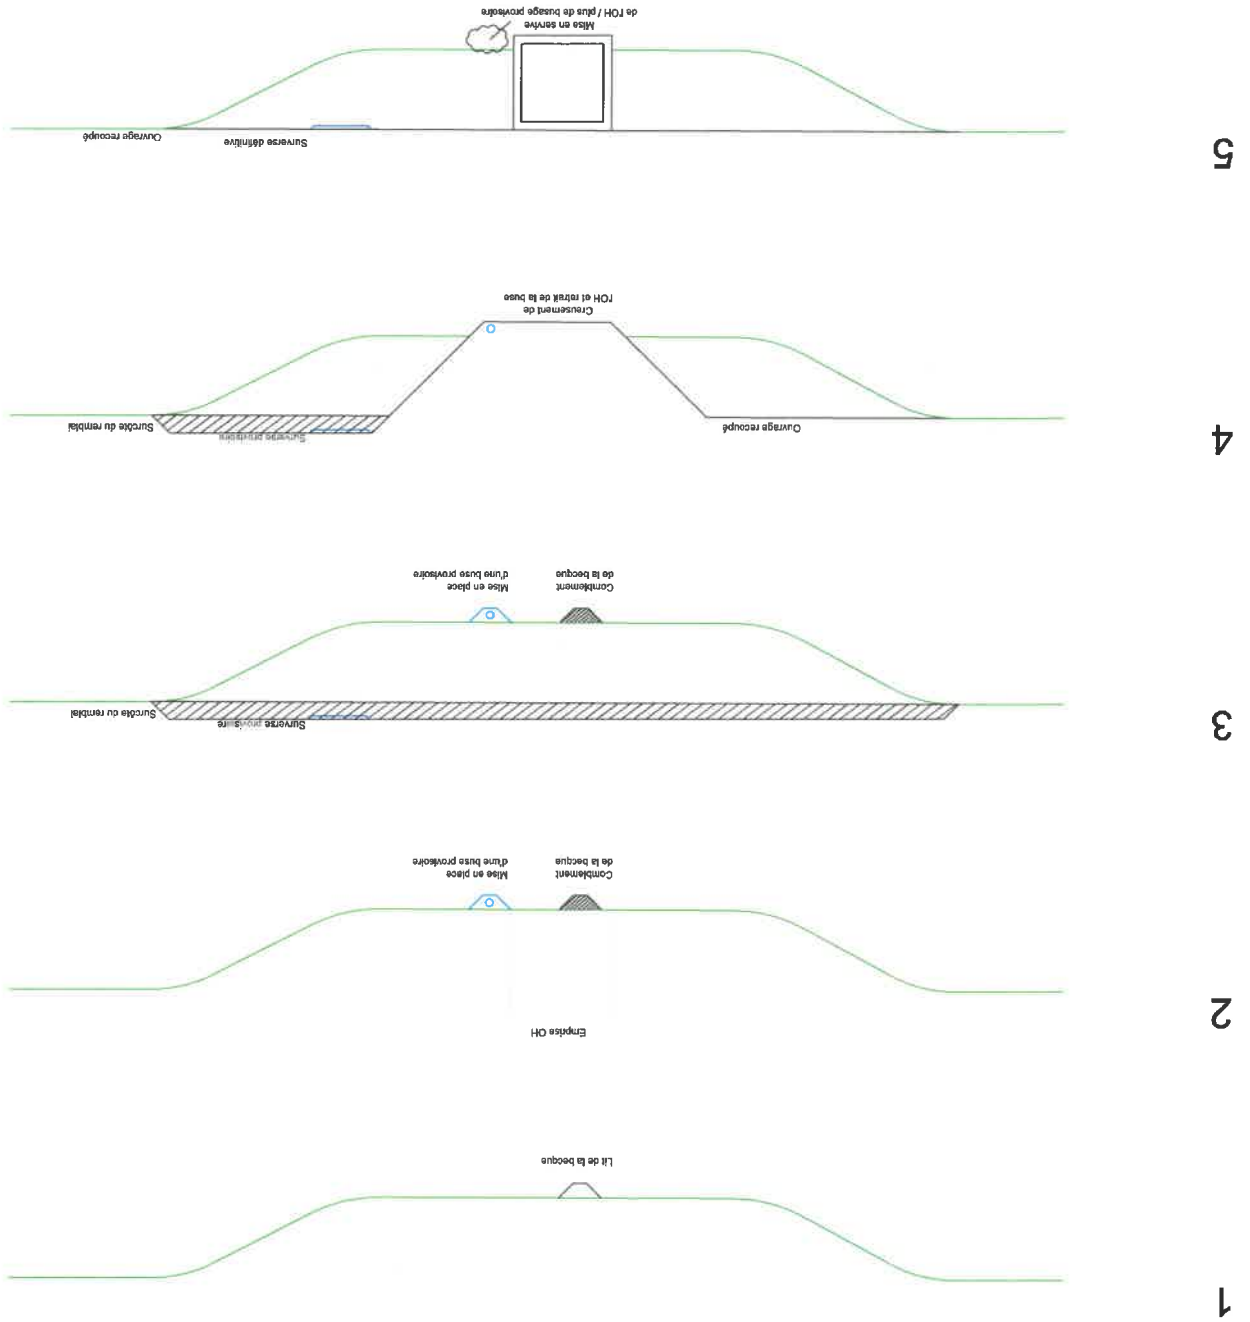 1
Lit de la becque
2
Emprise OH
Comblement
de la becque
Mise en place
d'une buse provisoire
3
Surverse provisoire
Surcôte du remblai
Comblement
de la becque
Mise en place
d'une buse provisoire
4
Ouvrage recoupé
Surverse provisoire
Surcôte du remblai
Creusement de
l'OH et retrait de la buse
5
Surverse définitive
Ouvrage recoupé
Mise en servive
de l'OH / plus de busage provisoire